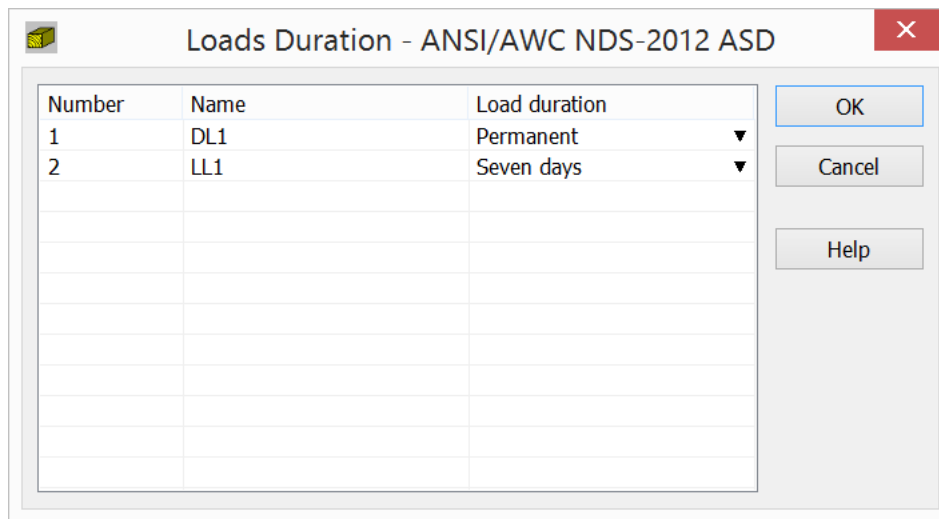 Loads Duration - ANSI/AWC NDS-2012 ASD
Number Name Load duration
1 DL1 Permanent
2 LL1 Seven days
OK
Cancel
Help